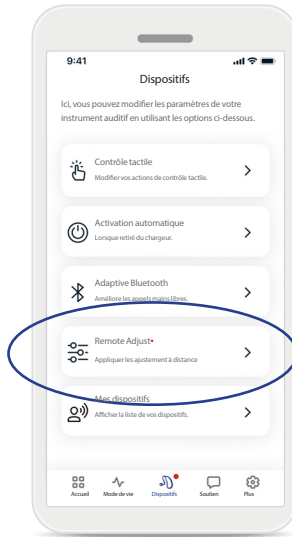 9:41
Dispositifs
Ici, vous pouvez modifier les paramètres de votre
instrument auditif en utilisant les options ci-dessous.
Contrôle tactile
Modifier vos actions de contrôle tactile.
Activation automatique
Lorsque retiré du chargeur.
Adaptive Bluetooth
Améliore les appels mains libres.
Remote Adjust•
Appliquer les ajustement à distance
Mes dispositifs
Afficher la liste de vos dispositifs.
Accueil Mode de vie Dispositifs Soutien Plus